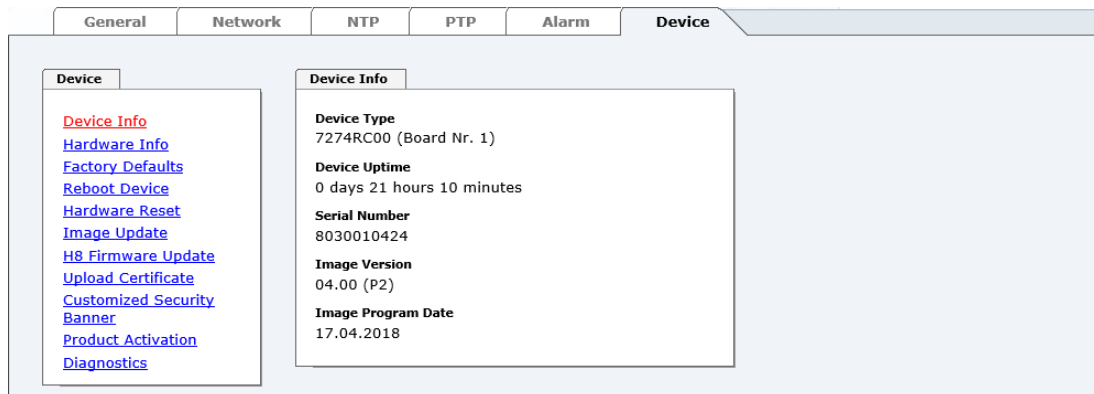 General
Network
NTP
PTP
Alarm
Device
Device
Device Info
Hardware Info
Factory Defaults
Reboot Device
Hardware Reset
Image Update
H8 Firmware Update
Upload Certificate
Customized Security
Banner
Product Activation
Diagnostics
Device Info
Device Type
7274RC00 (Board Nr. 1)
Device Uptime
0 days 21 hours 10 minutes
Serial Number
8030010424
Image Version
04.00 (P2)
Image Program Date
17.04.2018